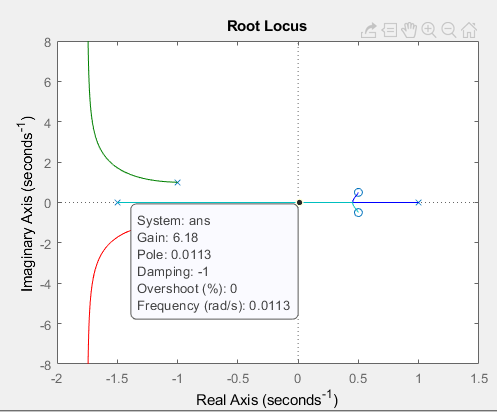 Root Locus
8
6
4
2
0
-2
-4
-6
-8
Imaginary Axis (seconds⁻¹)
System: ans
Gain: 6.18
Pole: 0.0113
Damping: -1
Overshoot (%): 0
Frequency (rad/s): 0.0113
-2
-1.5
-1
-0.5
0
0.5
1
1.5
Real Axis (seconds⁻¹)